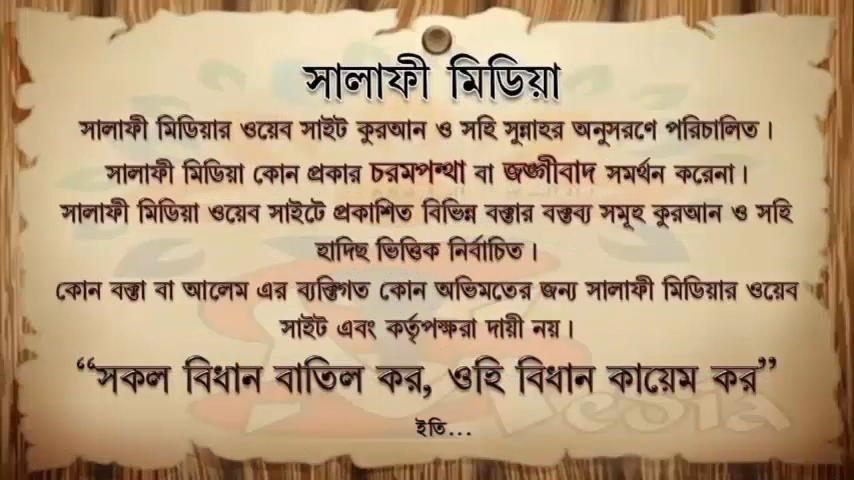 সালাফী মিডিয়া
সালাফী মিডিয়ার ওয়েব সাইট কুরআন ও সহি সুন্নাহর অনুসরণে পরিচালিত।
সালাফী মিডিয়া কোন প্রকার চরমপন্থা বা জঙ্গীবাদ সমর্থন করেনা।
সালাফী মিডিয়া ওয়েব সাইটে প্রকাশিত বিভিন্ন বক্তার বক্তব্য সমূহ কুরআন ও সহি
হাদিছ ভিত্তিক নির্বাচিত।
কোন বক্তা বা আলেম এর ব্যক্তিগত কোন অভিমতের জন্য সালাফী মিডিয়ার ওয়েব
সাইট এবং কর্তৃপক্ষরা দায়ী নয়।
“সকল বিধান বাতিল কর, ওহি বিধান কায়েম কর”
ইতি...